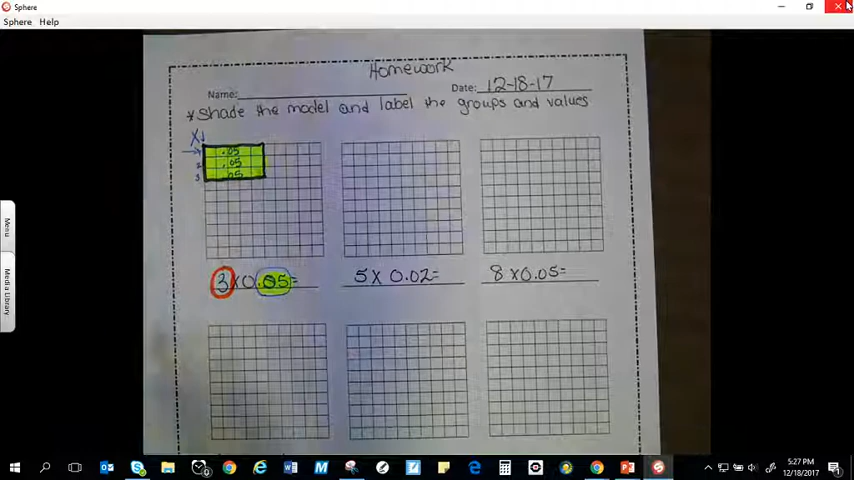 Sphere
Sphere Help
Homework
Name: Date: 12-18-17
*Shade the model and label the groups and values
X
.05
2 .05
3 .05
3 x 0.05= 5 x 0.02= 8 x 0.05=
Menu
Media Library
5:27 PM
12/18/2017